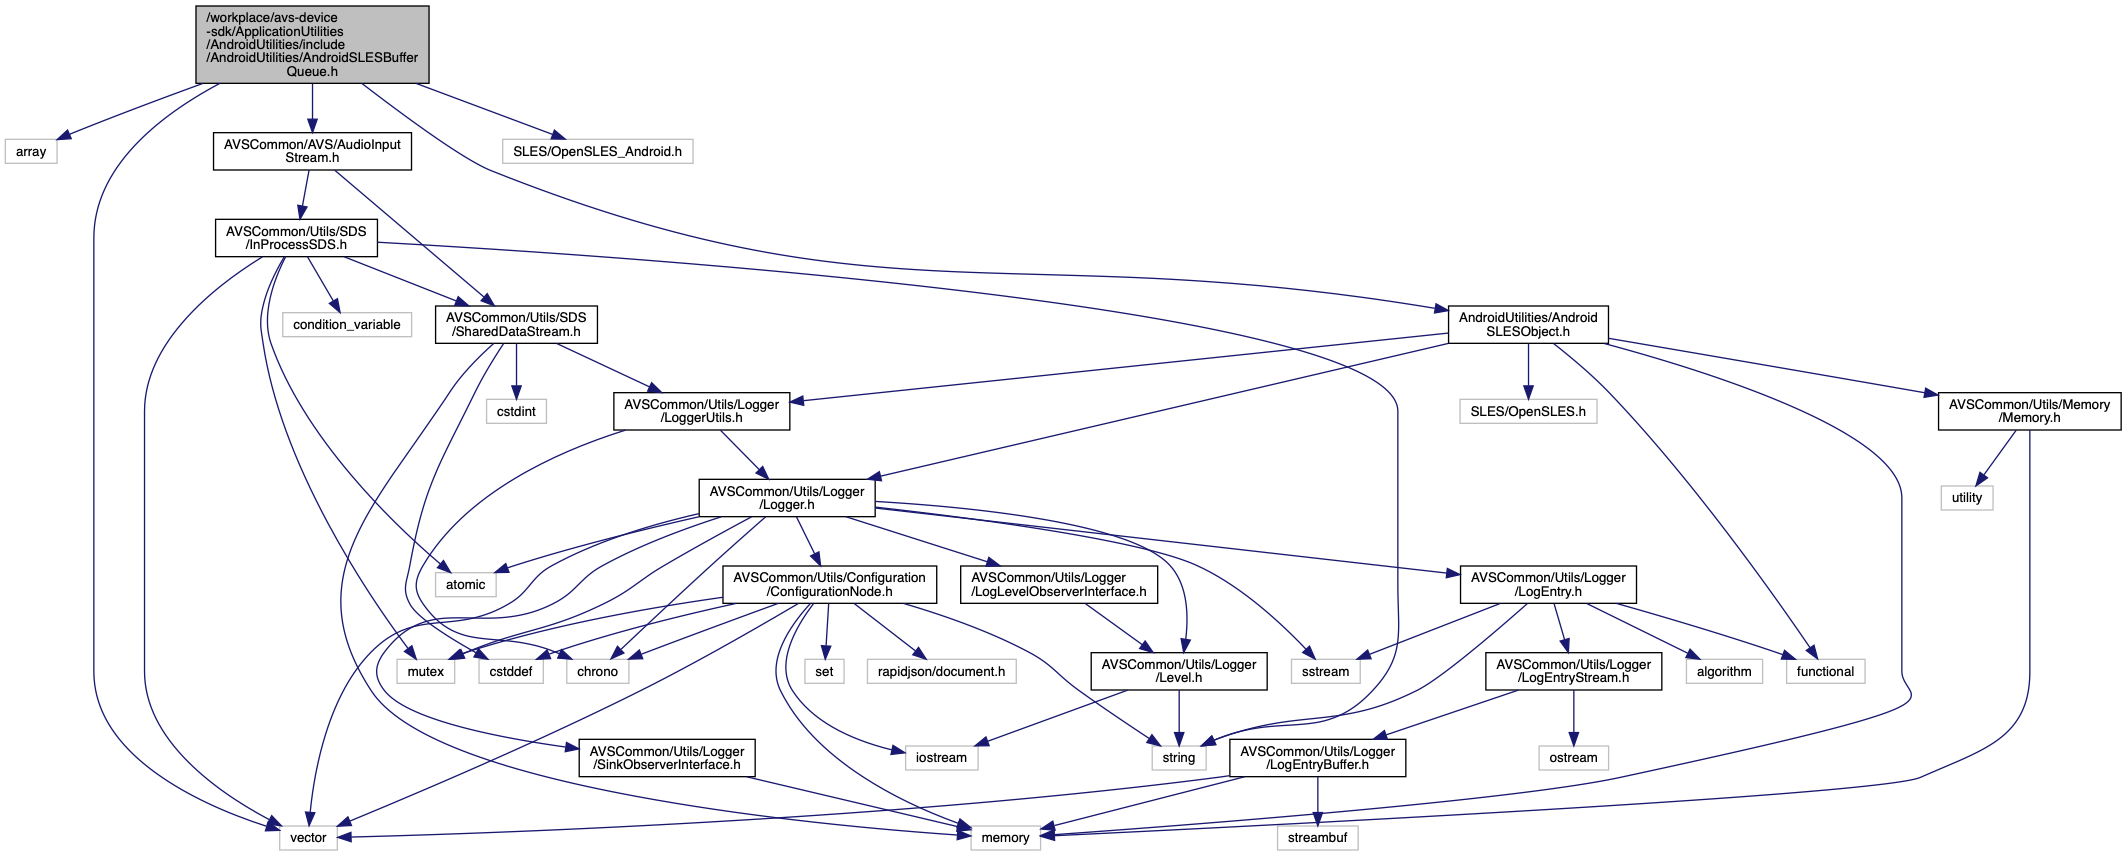 /workplace/avs-device
-sdk/ApplicationUtilities
/AndroidUtilities/include
/AndroidUtilities/AndroidSLESBuffer
Queue.h
array
AVSCommon/AVS/AudioInput
Stream.h
SLES/OpenSLES_Android.h
AVSCommon/Utils/SDS
/InProcessSDS.h
condition_variable
AVSCommon/Utils/SDS
/SharedDataStream.h
AndroidUtilities/Android
SLESObject.h
cstdint
AVSCommon/Utils/Logger
/LoggerUtils.h
SLES/OpenSLES.h
AVSCommon/Utils/Memory
/Memory.h
AVSCommon/Utils/Logger
/Logger.h
utility
atomic
AVSCommon/Utils/Configuration
/ConfigurationNode.h
AVSCommon/Utils/Logger
/LogLevelObserverInterface.h
AVSCommon/Utils/Logger
/LogEntry.h
mutex
cstddef
chrono
set
rapidjson/document.h
AVSCommon/Utils/Logger
/Level.h
sstream
AVSCommon/Utils/Logger
/LogEntryStream.h
algorithm
functional
AVSCommon/Utils/Logger
/SinkObserverInterface.h
iostream
string
AVSCommon/Utils/Logger
/LogEntryBuffer.h
ostream
vector
memory
streambuf